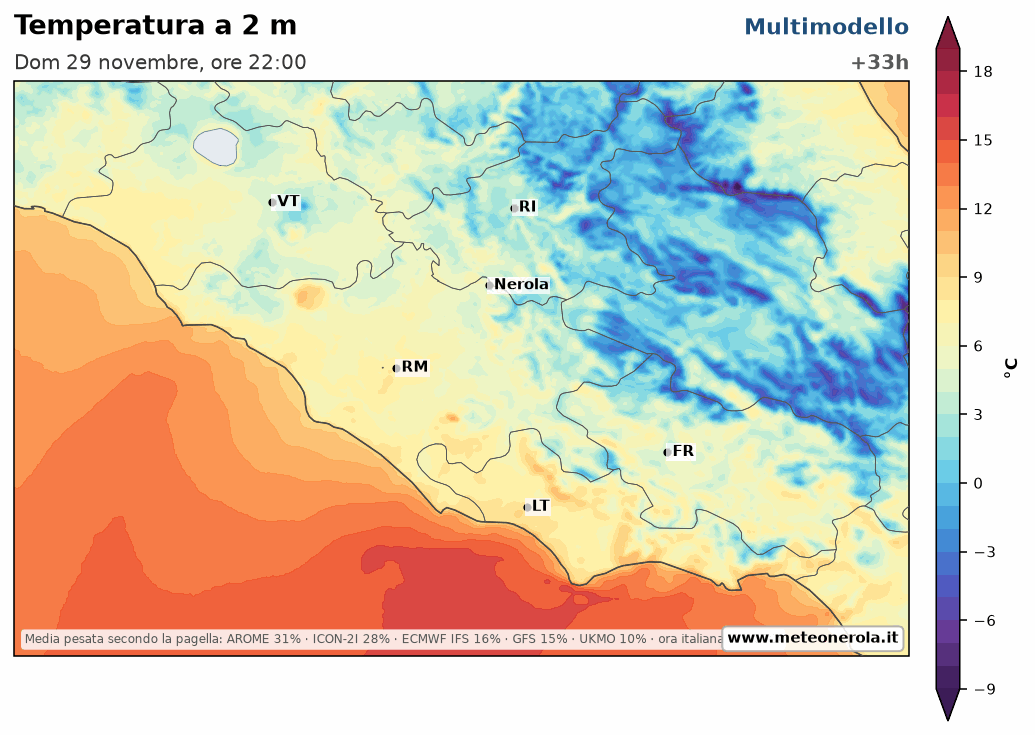 Temperatura a 2 m
Multimodello
Dom 29 novembre, ore 22:00
+33h
VT
RI
Nerola
RM
FR
LT
Media pesata secondo la pagella: AROME 31% · ICON-2I 28% · ECMWF IFS 16% · GFS 15% · UKMO 10% · ora italiana
www.meteonerola.it
18
15
12
9
6
3
0
−3
−6
−9
°C